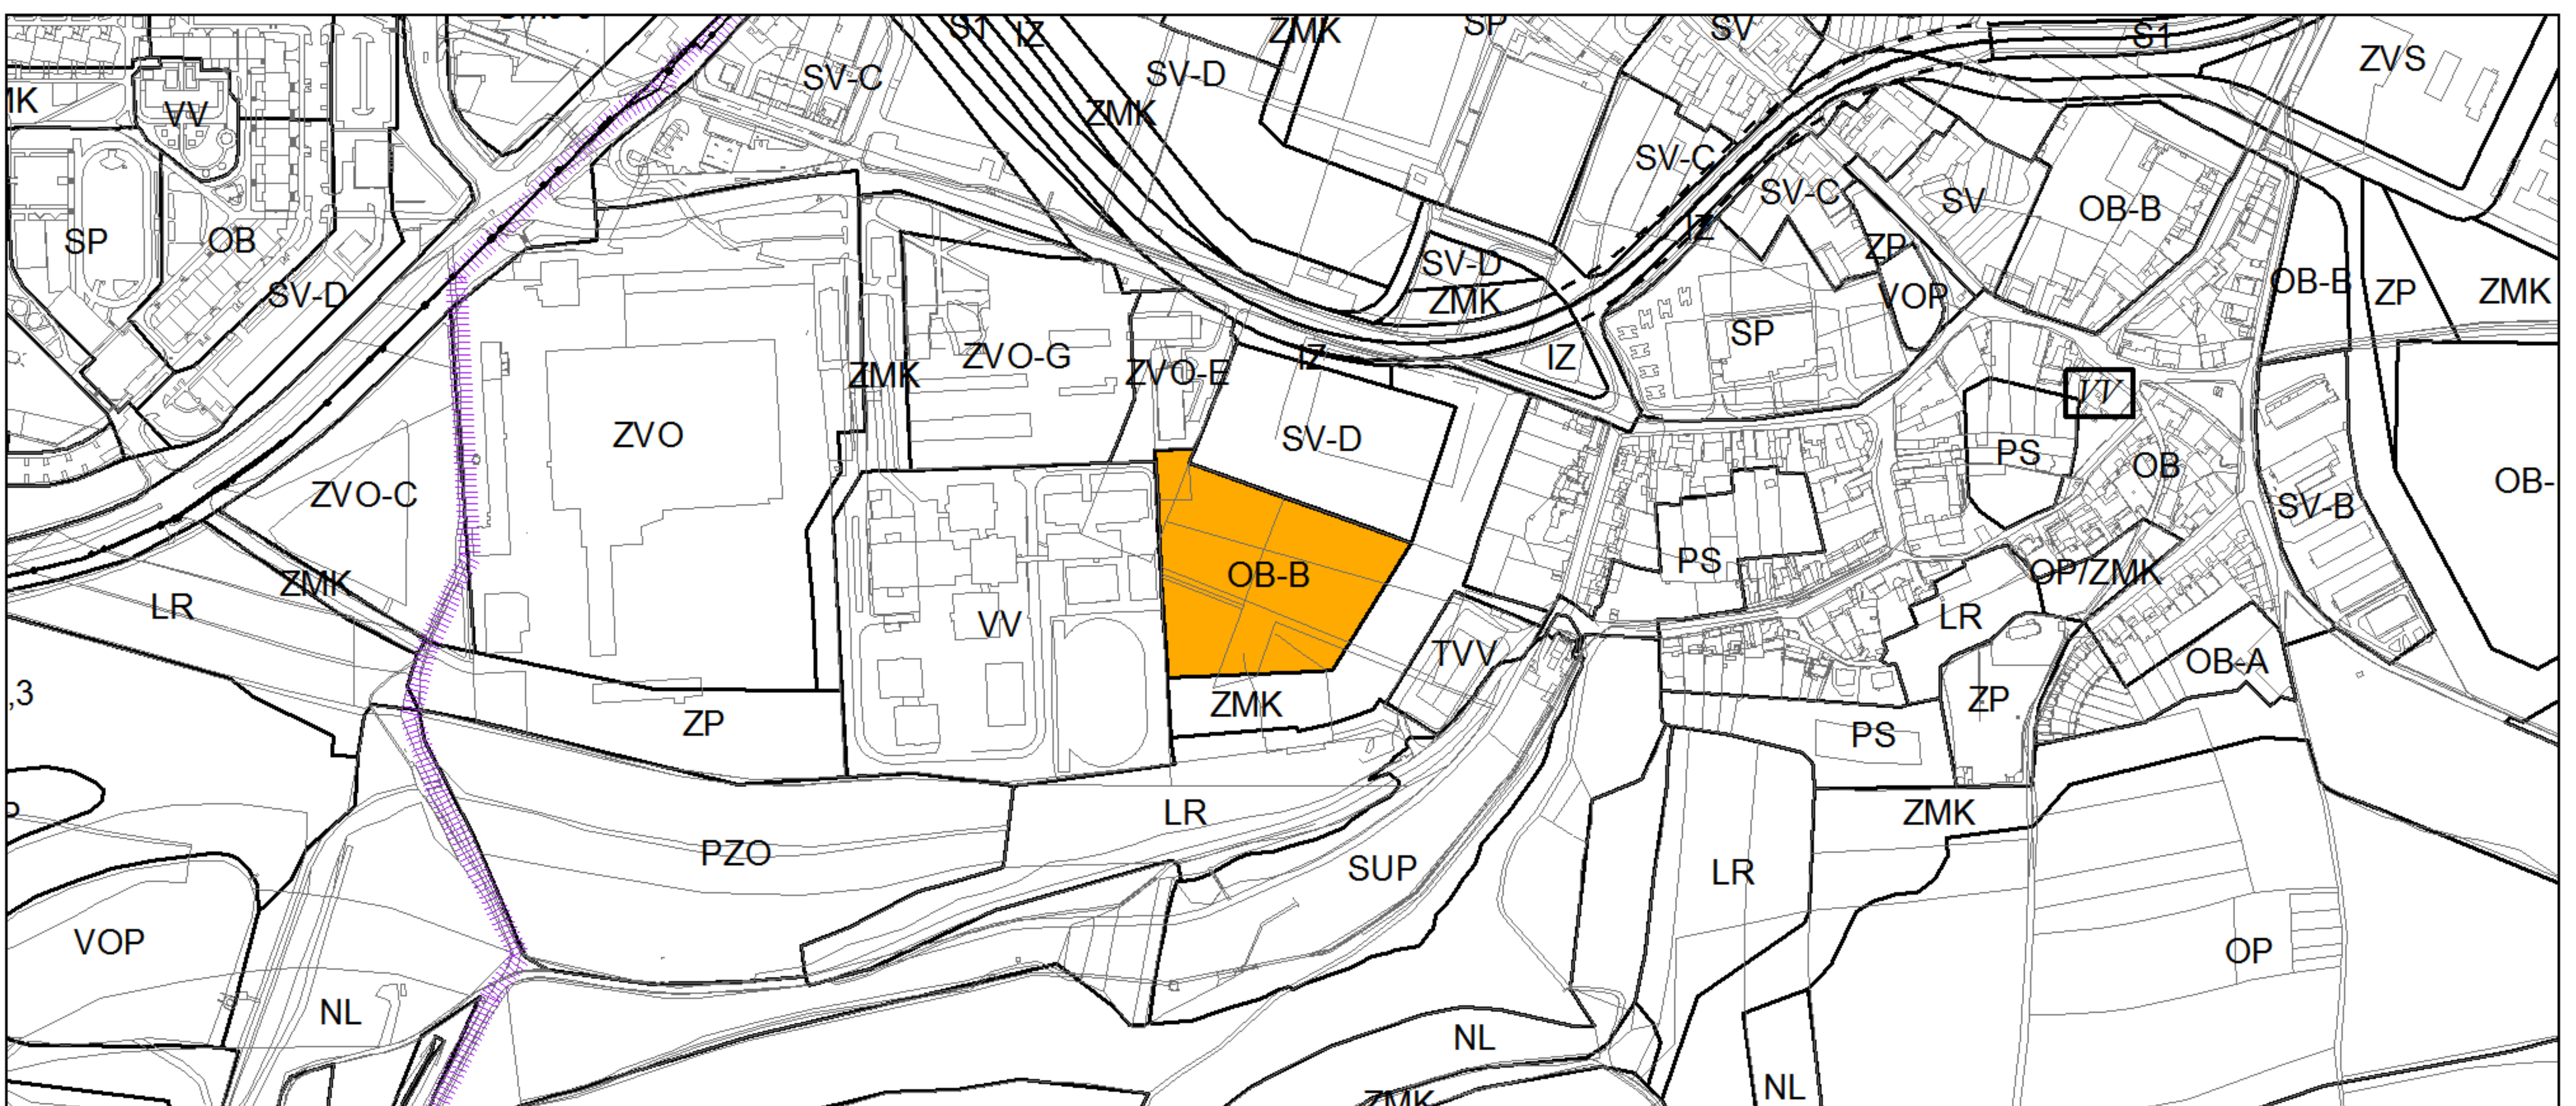 S1
IZ
ZMK
SP
SV
S1
ZVS
SV-C
SV-D
ZMK
VV
SV-C
SV-C
SV
OB-B
SP
OB
IZ
ZP
SV-D
SV-D
ZMK
VOP
OB-B
ZP
ZMK
SP
ZVO-G
ZMK
ZVO-E
IZ
IZ
VV
ZVO
SV-D
PS
OB
ZVO-C
SV-B
OB-
PS
OB-B
OP/ZMK
ZMK
LR
VV
LR
TVV
OB-A
,3
ZP
ZMK
ZP
PS
LR
ZMK
PZO
SUP
LR
VOP
OP
NL
NL
NL
ZMK